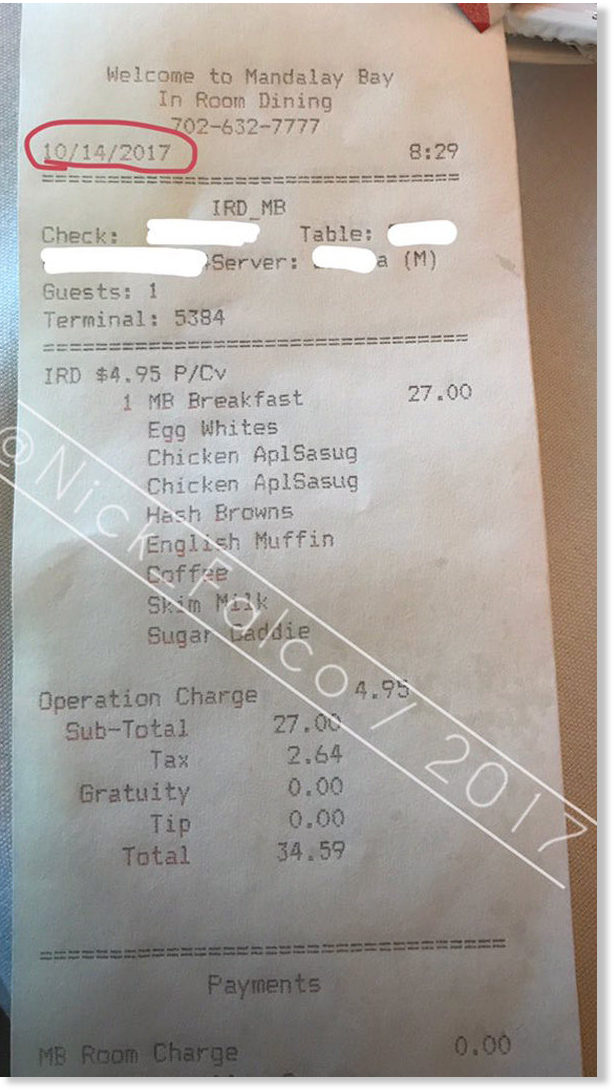 Welcome to Mandalay Bay
In Room Dining
702-632-7777
10/14/2017 8:29
IRD_MB
Check: Table:
Server: a (M)
Guests: 1
Terminal: 5384
IRD $4.95 P/Cv
1 MB Breakfast 27.00
Egg Whites
Chicken AplSasug
Chicken AplSasug
Hash Browns
English Muffin
Coffee
Skim Milk
Sugar Caddie
Operation Charge 4.95
Sub-Total 27.00
Tax 2.64
Gratuity 0.00
Tip 0.00
Total 34.59
Payments
MB Room Charge 0.00
@Nick_Falco / 2017